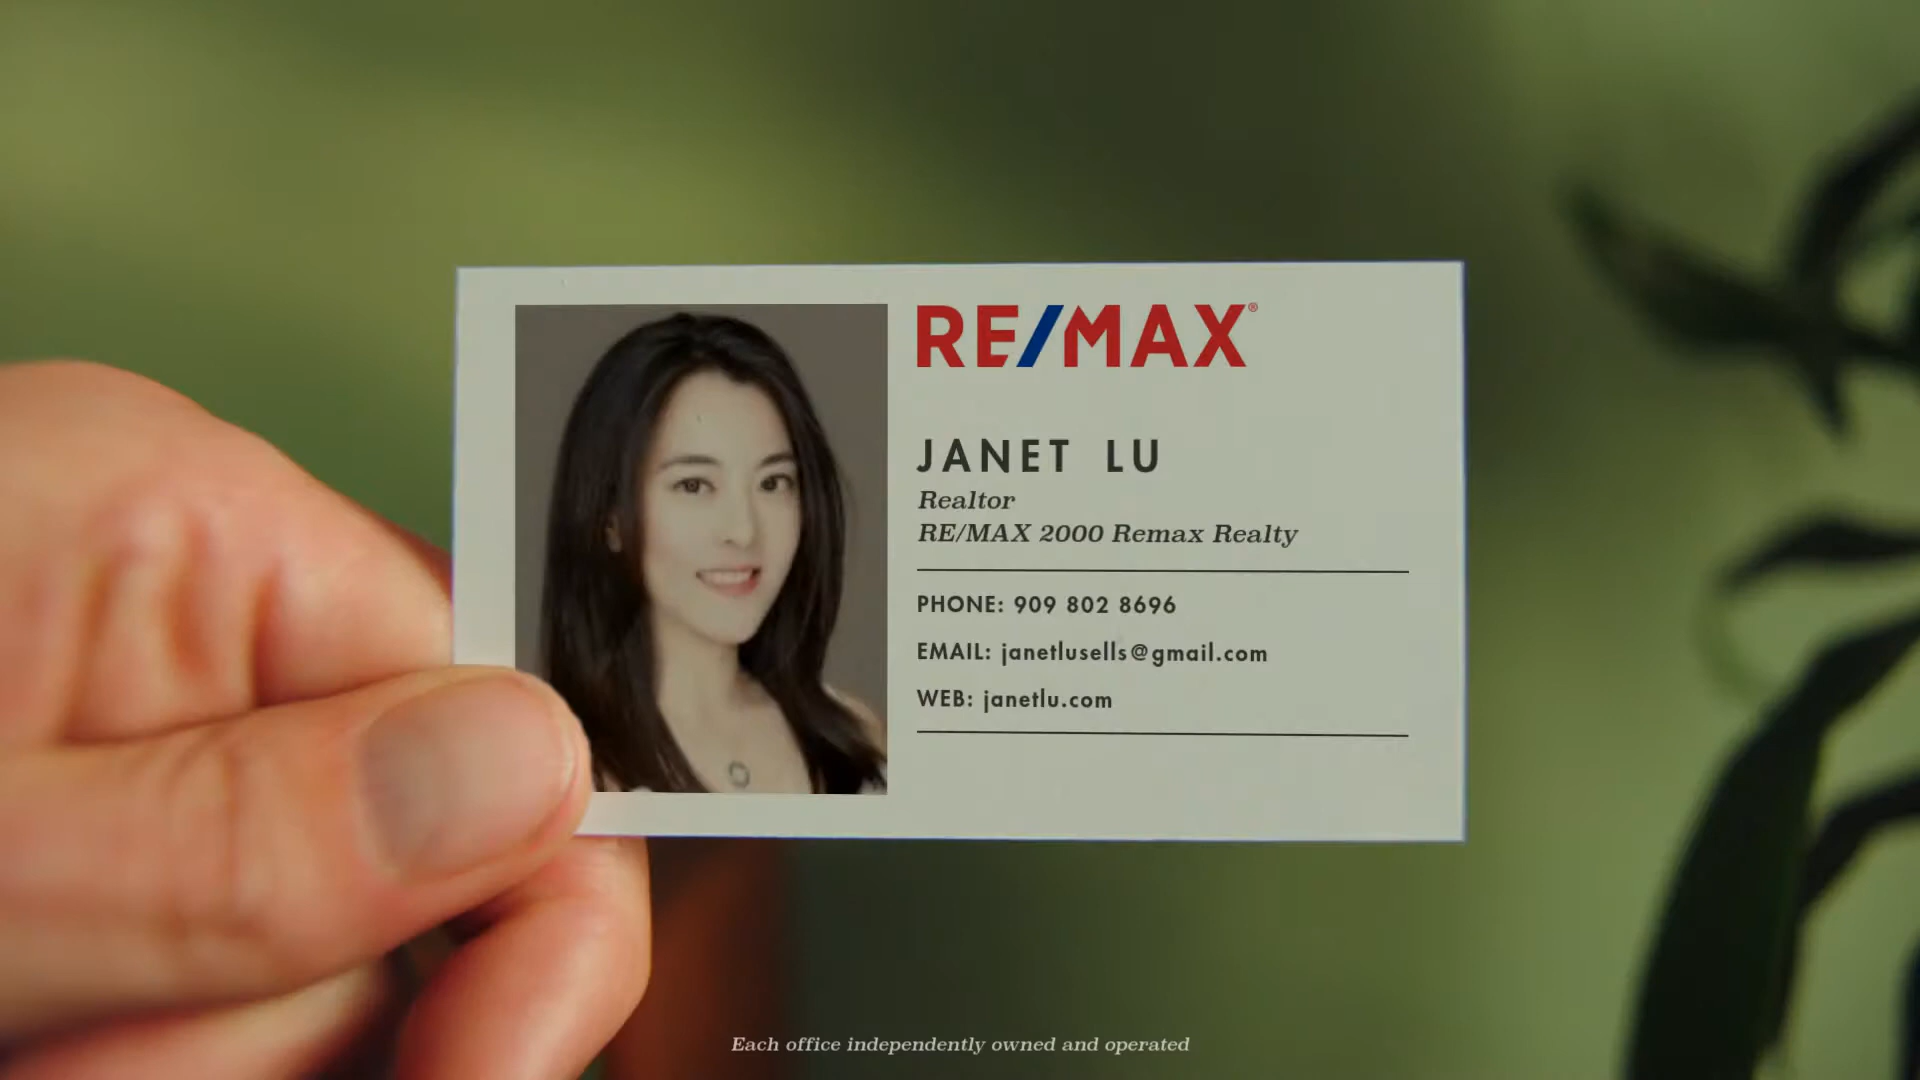 RE/MAX®
JANET LU
Realtor
RE/MAX 2000 Remax Realty
PHONE: 909 802 8696
EMAIL: janetlusells@gmail.com
WEB: janetlu.com
Each office independently owned and operated